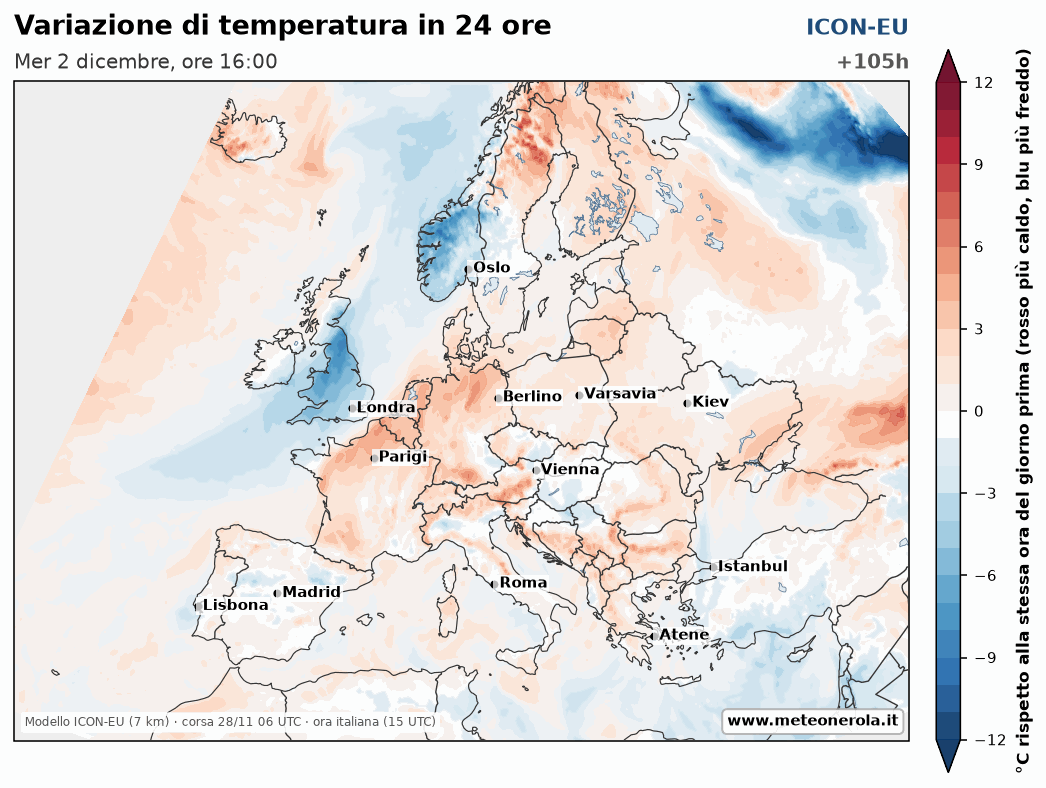 Variazione di temperatura in 24 ore
ICON-EU
Mer 2 dicembre, ore 16:00
+105h
Oslo
Londra
Berlino
Varsavia
Kiev
Parigi
Vienna
Istanbul
Roma
Madrid
Lisbona
Atene
Modello ICON-EU (7 km) · corsa 28/11 06 UTC · ora italiana (15 UTC)
www.meteonerola.it
12
9
6
3
0
−3
−6
−9
−12
°C rispetto alla stessa ora del giorno prima (rosso più caldo, blu più freddo)